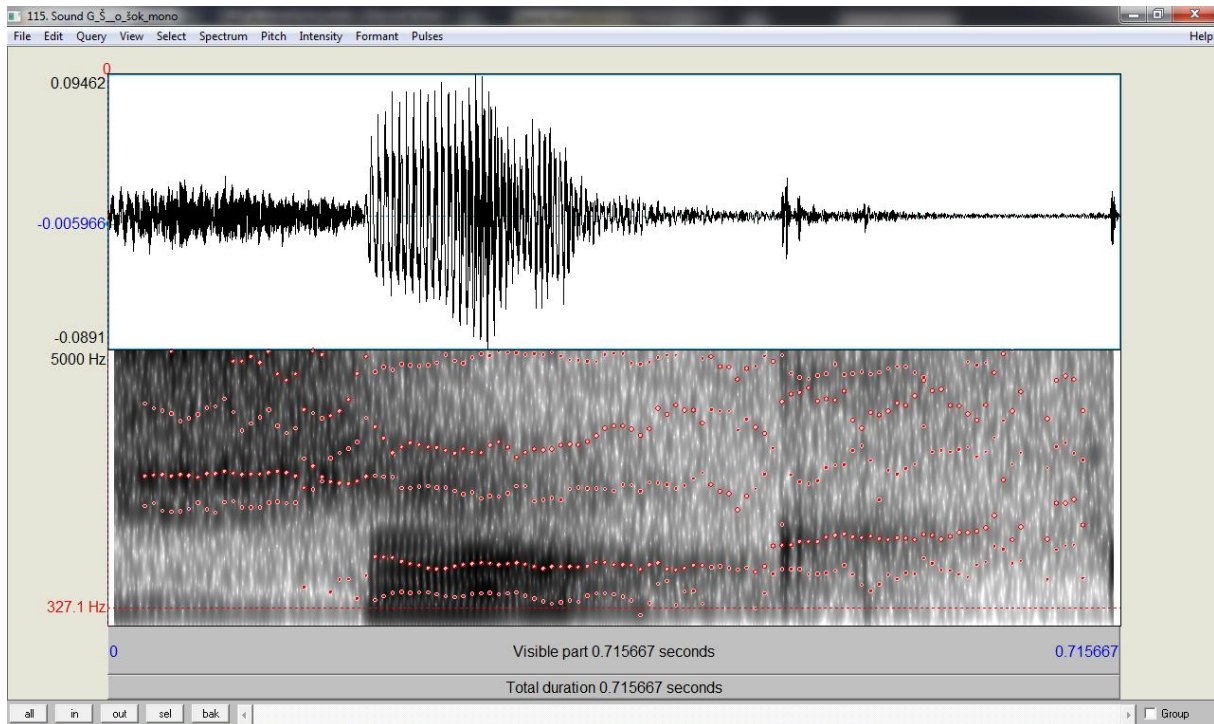 115. Sound G_Š__o_šok_mono
File Edit Query View Select Spectrum Pitch Intensity Formant Pulses Help
0
0.09462
-0.005966
-0.0891
5000 Hz
327.1 Hz
0 Visible part 0.715667 seconds 0.715667
Total duration 0.715667 seconds
all in out sel bak Group